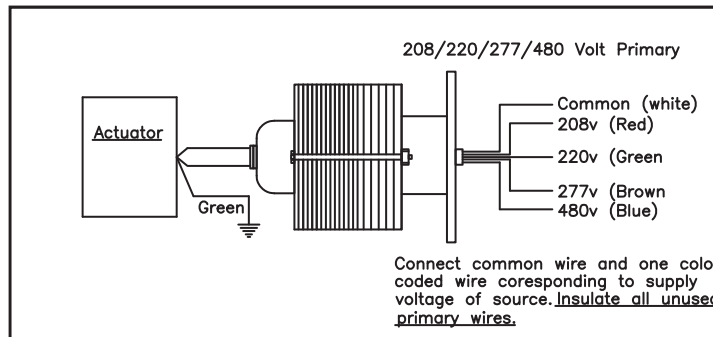 208/220/277/480 Volt Primary
Actuator
Green
Common (white)
208v (Red)
220v (Green
277v (Brown
480v (Blue)
Connect common wire and one colo
coded wire coresponding to supply
voltage of source. Insulate all unused
primary wires.